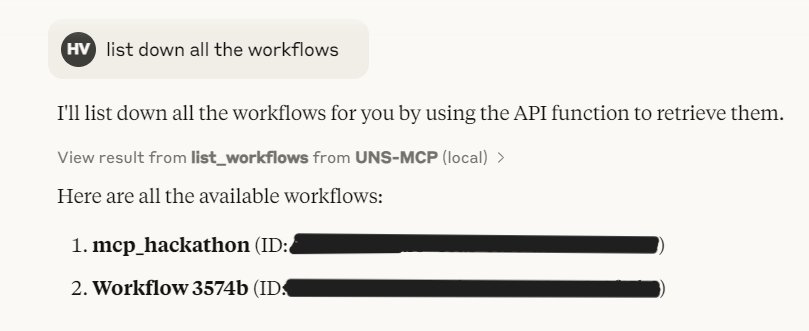 HV list down all the workflows
I'll list down all the workflows for you by using the API function to retrieve them.
View result from list_workflows from UNS-MCP (local) >
Here are all the available workflows:
1. mcp_hackathon (ID: )
2. Workflow 3574b (ID: )